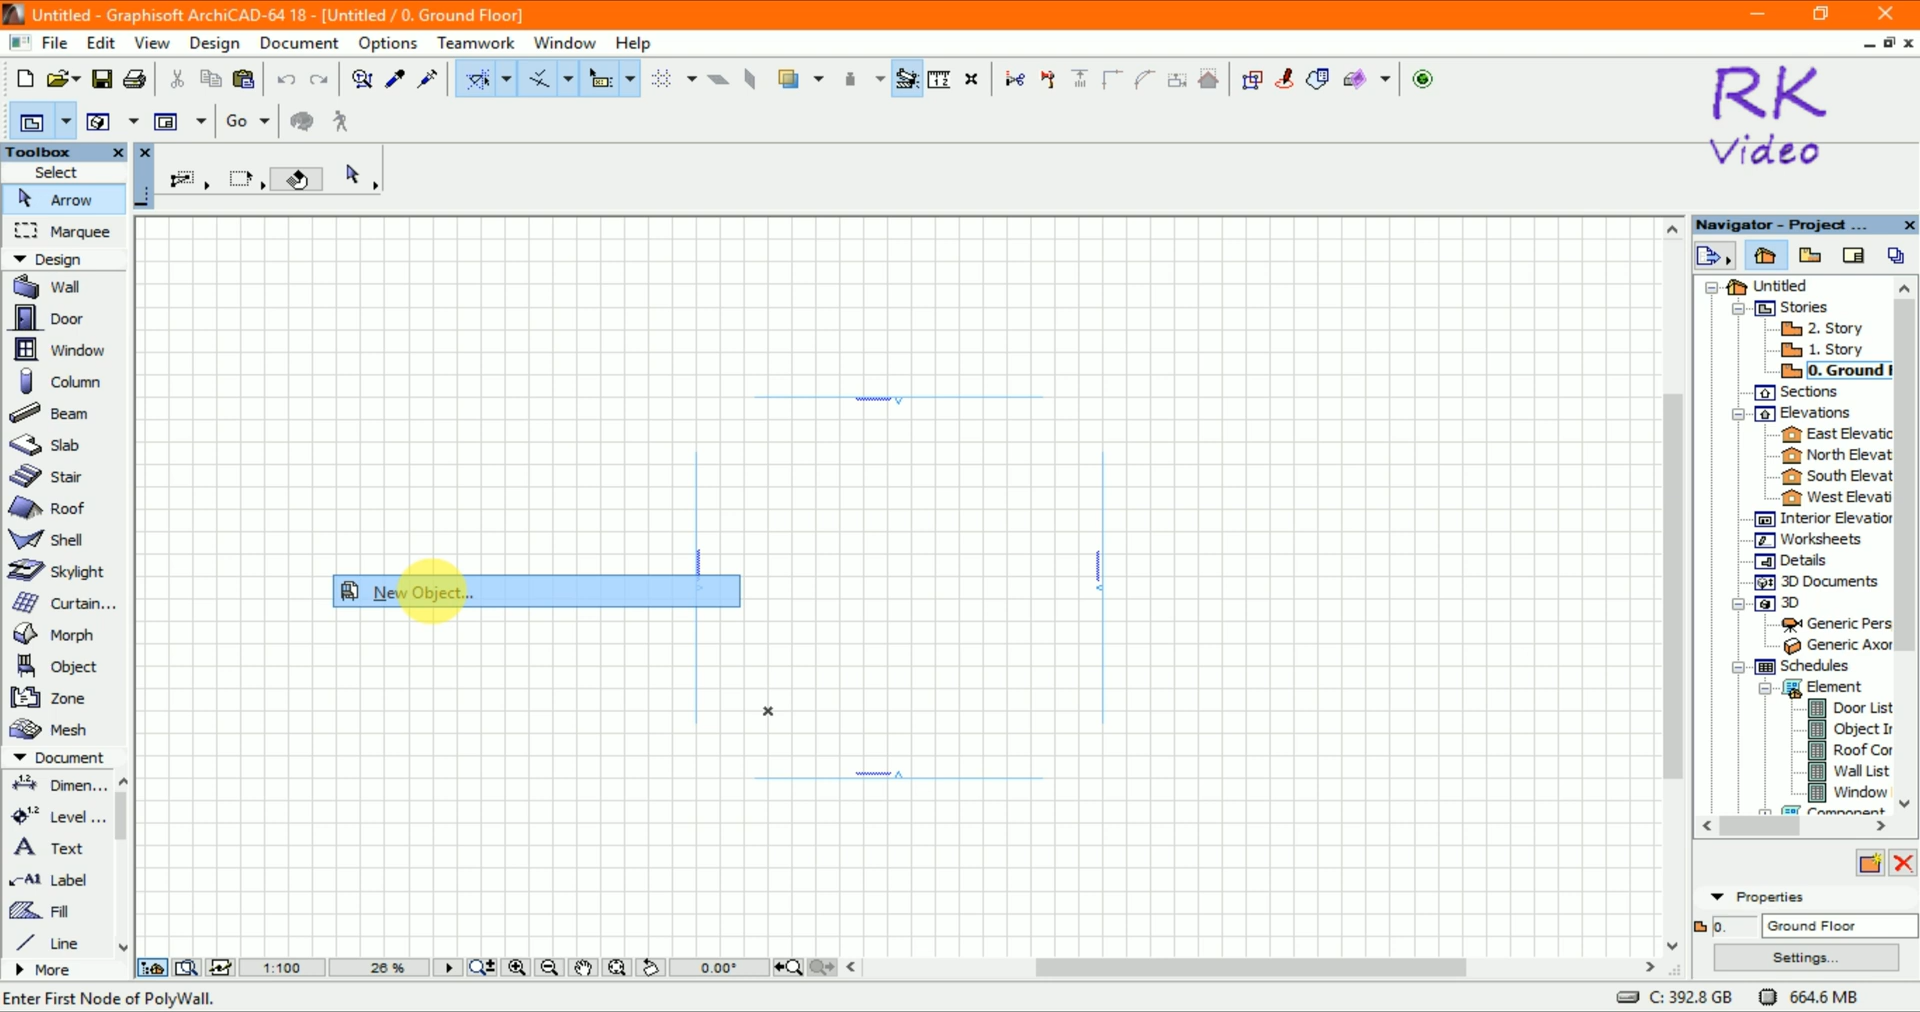 Untitled - Graphisoft ArchiCAD-64 18 - [Untitled / 0. Ground Floor]
File Edit View Design Document Options Teamwork Window Help
Go
RK
Video
Toolbox
Select
Arrow
Marquee
Design
Wall
Door
Window
Column
Beam
Slab
Stair
Roof
Shell
Skylight
Curtain...
Morph
Object
Zone
Mesh
Document
Dimen...
Level ...
Text
Label
Fill
Line
More
New Object...
Navigator - Project ...
Untitled
Stories
2. Story
1. Story
0. Ground F
Sections
Elevations
East Elevatic
North Elevat
South Elevat
West Elevati
Interior Elevation
Worksheets
Details
3D Documents
3D
Generic Pers
Generic Axor
Schedules
Element
Door List
Object Ir
Roof Cor
Wall List
Window
Component
Properties
0. Ground Floor
Settings...
1:100 26 % 0.00°
Enter First Node of PolyWall.
C: 392.8 GB 664.6 MB